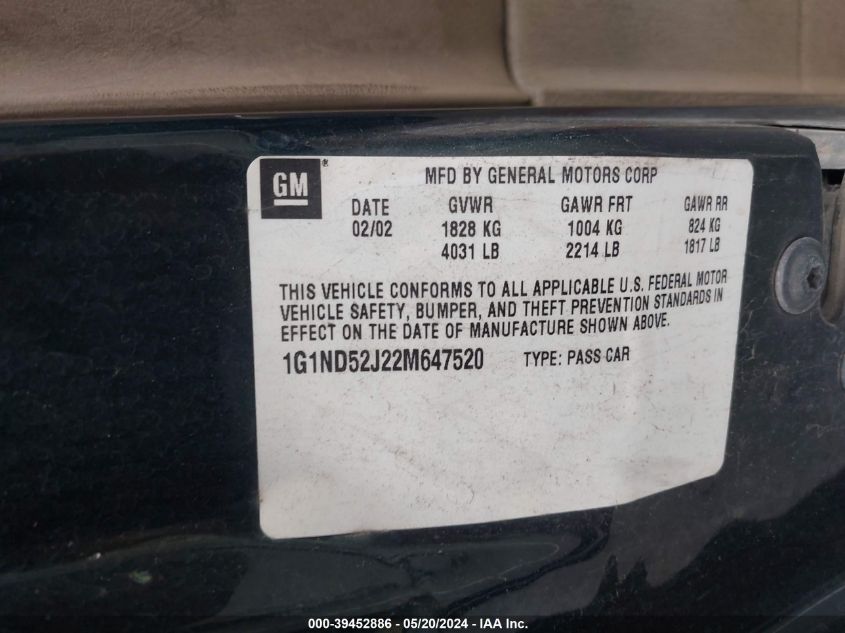 GM®
MFD BY GENERAL MOTORS CORP
DATE GVWR GAWR FRT GAWR RR
02/02 1828 KG 1004 KG 824 KG
4031 LB 2214 LB 1817 LB
THIS VEHICLE CONFORMS TO ALL APPLICABLE U.S. FEDERAL MOTOR
VEHICLE SAFETY, BUMPER, AND THEFT PREVENTION STANDARDS IN
EFFECT ON THE DATE OF MANUFACTURE SHOWN ABOVE.
1G1ND52J22M647520 TYPE: PASS CAR
000-39452886 - 05/20/2024 - IAA Inc.